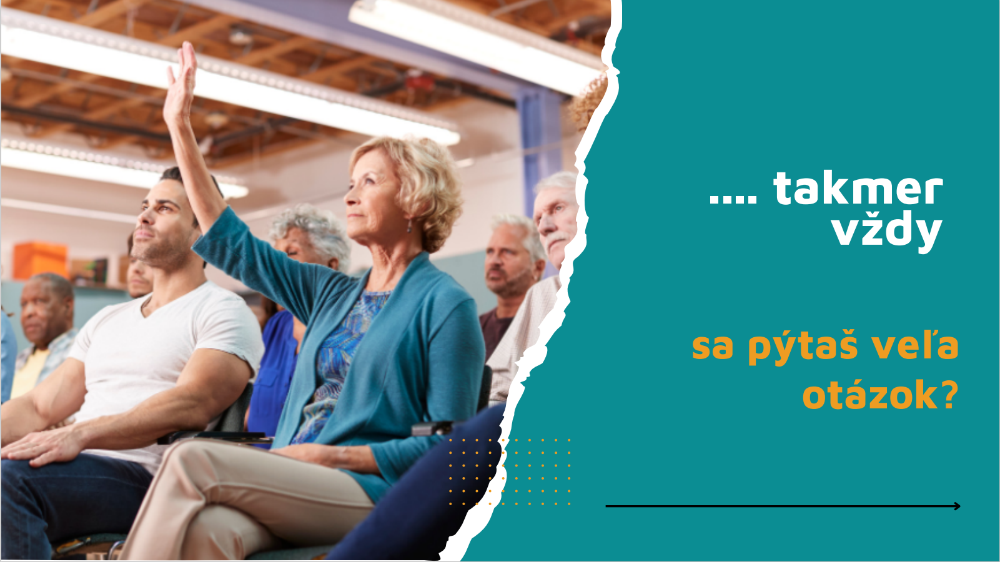 .... takmer
vždy
sa pýtaš veľa
otázok?